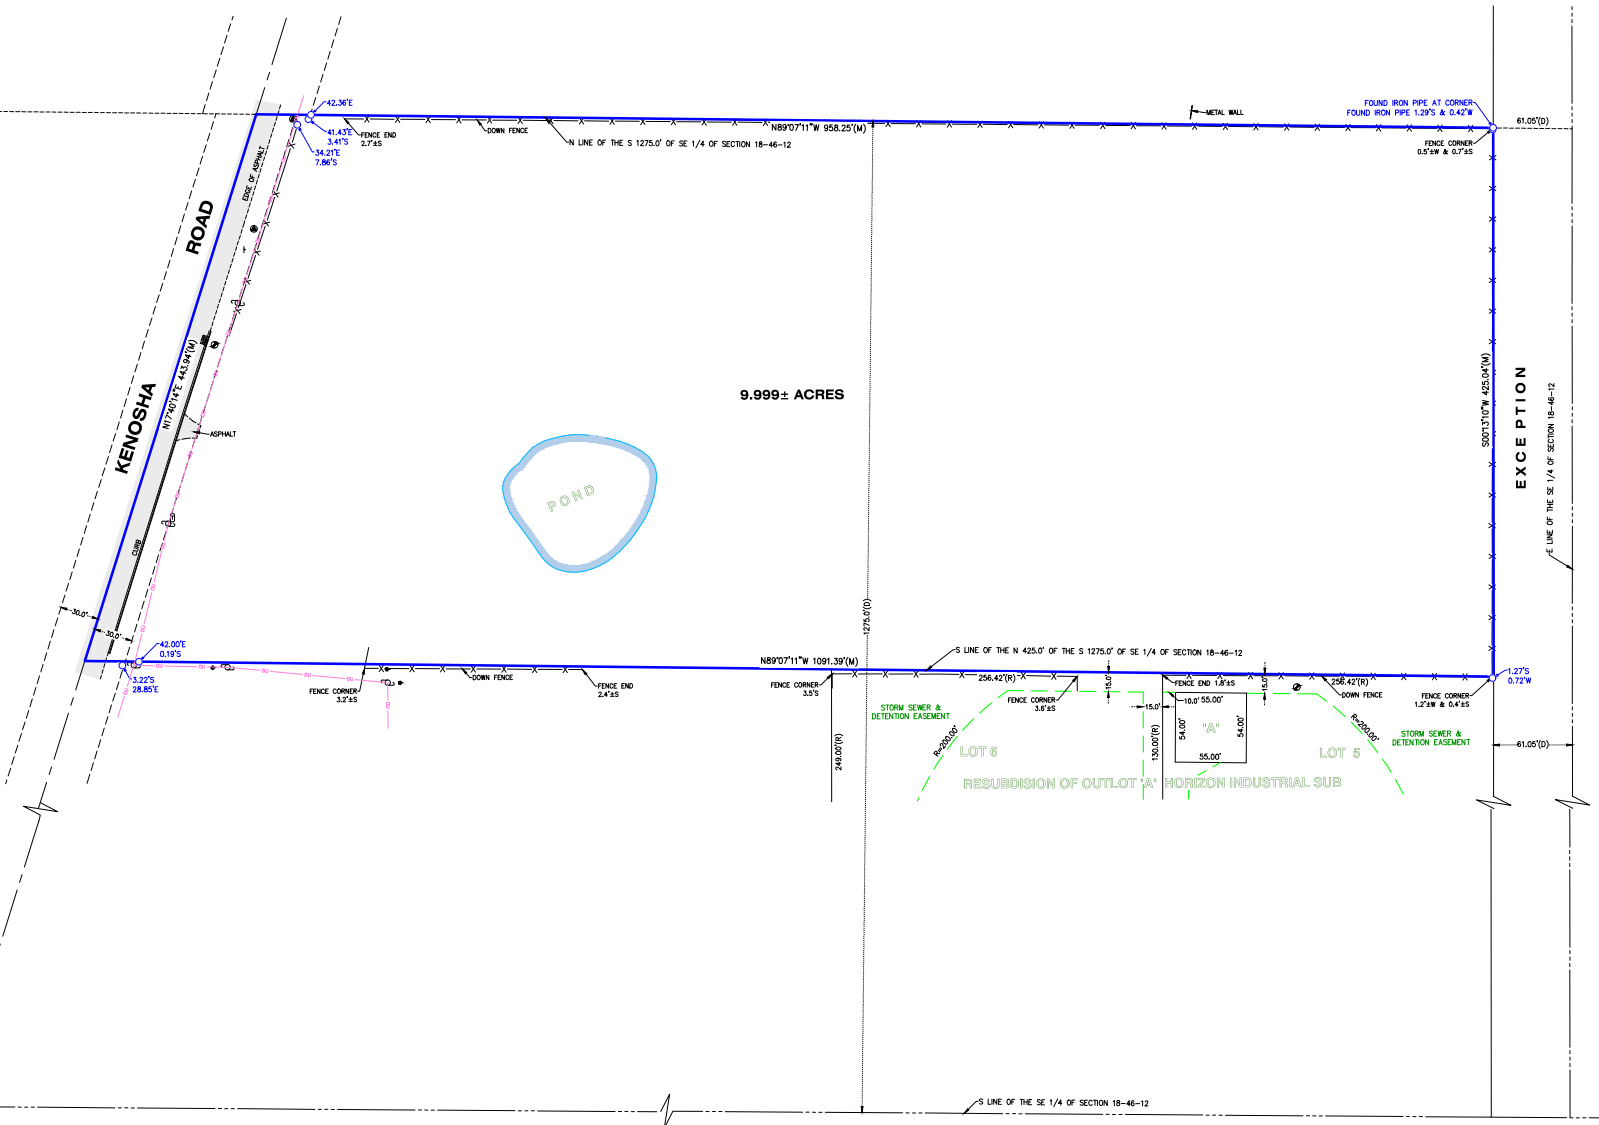 42.36'E
41.43'E
3.41'S
34.21'E
7.86'S
FENCE END
2.7'±S
DOWN FENCE
N LINE OF THE S 1275.0' OF SE 1/4 OF SECTION 18-46-12
N89°07'11"W 958.25'(M)
METAL WALL
FOUND IRON PIPE AT CORNER
FOUND IRON PIPE 1.29'S & 0.42'W
61.05'(D)
FENCE CORNER
0.5'±W & 0.7'±S
EDGE OF ASPHALT
KENOSHA ROAD
N17°40'14"E 443.94'(M)
ASPHALT
CURB
9.999± ACRES
POND
S00°13'10"W 425.04'(M)
EXCEPTION
E LINE OF THE SE 1/4 OF SECTION 18-46-12
1275.0'(D)
30.0'
30.0'
42.00'E
0.19'S
3.22'S
28.85'E
FENCE CORNER
3.2'±S
DOWN FENCE
FENCE END
2.4'±S
N89°07'11"W 1091.39'(M)
S LINE OF THE N 425.0' OF THE S 1275.0' OF SE 1/4 OF SECTION 18-46-12
FENCE CORNER
3.5'S
256.42'(R)
15.0'
FENCE END 1.8'±S
15.0'
256.42'(R)
1.27'S
0.72'W
FENCE CORNER
3.6'±S
DOWN FENCE
FENCE CORNER
1.2'±W & 0.4'±S
STORM SEWER &
DETENTION EASEMENT
15.0'
10.0'
55.00'
54.00'
54.00'
"A"
55.00'
R=200.00'
R=200.00'
STORM SEWER &
DETENTION EASEMENT
61.05'(D)
249.00'(R)
130.00'(R)
LOT 6
LOT 5
RESUBDISION OF OUTLOT "A" HORIZON INDUSTRIAL SUB
S LINE OF THE SE 1/4 OF SECTION 18-46-12